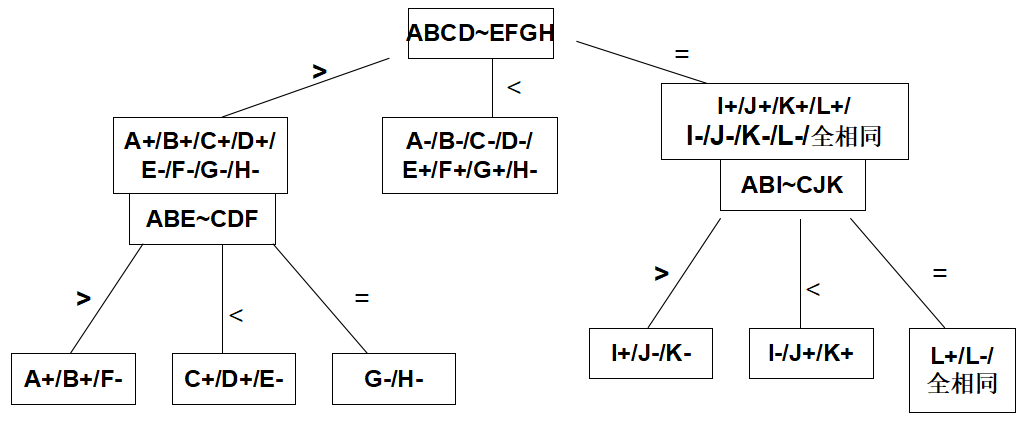 ABCD~EFGH
>
<
=
A+/B+/C+/D+/
E-/F-/G-/H-
A-/B-/C-/D-/
E+/F+/G+/H-
I+/J+/K+/L+/
I-/J-/K-/L-/全相同
ABE~CDF
ABI~CJK
>
<
=
>
<
=
A+/B+/F-
C+/D+/E-
G-/H-
I+/J-/K-
I-/J+/K+
L+/L-/
全相同